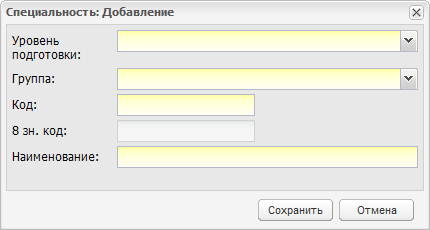 Специальность: Добавление
Уровень
подготовки:
Группа:
Код:
8 зн. код:
Наименование:
Сохранить
Отмена